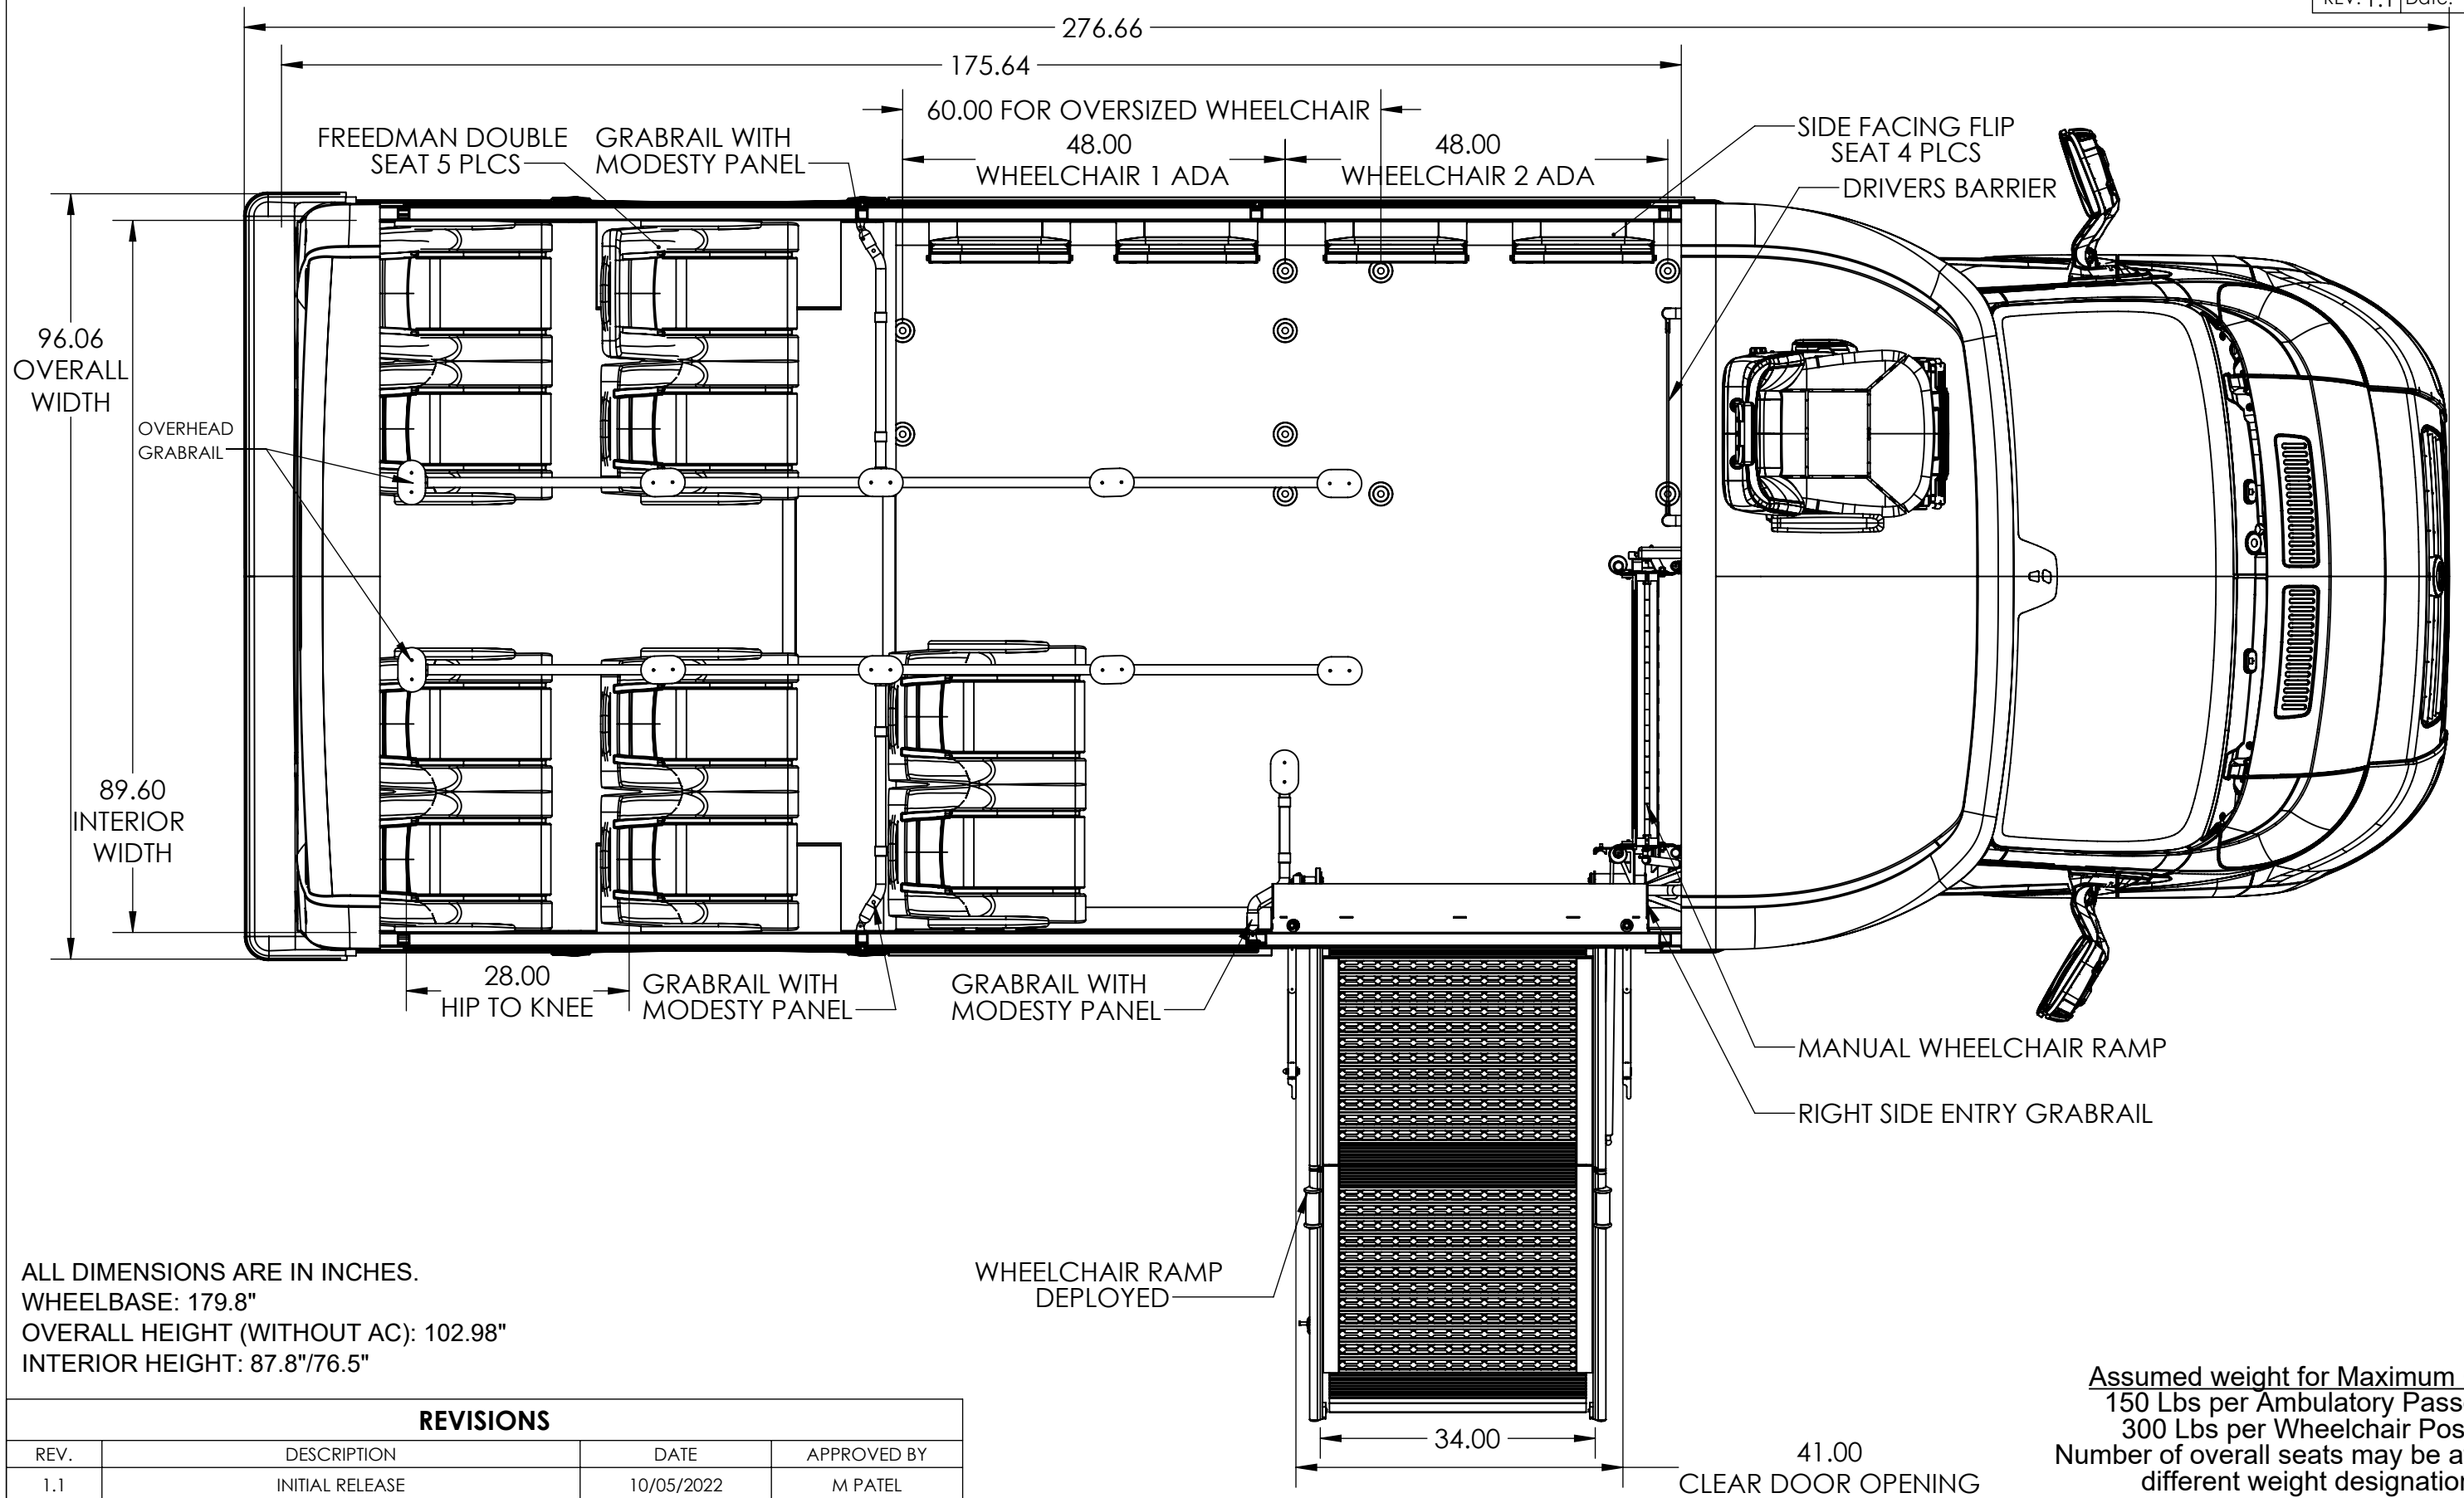 REV: 1.1 Date:
276.66
175.64
60.00 FOR OVERSIZED WHEELCHAIR
FREEDMAN DOUBLE
SEAT 5 PLCS
GRABRAIL WITH
MODESTY PANEL
48.00
WHEELCHAIR 1 ADA
48.00
WHEELCHAIR 2 ADA
SIDE FACING FLIP
SEAT 4 PLCS
DRIVERS BARRIER
96.06
OVERALL
WIDTH
OVERHEAD
GRABRAIL
89.60
INTERIOR
WIDTH
28.00
HIP TO KNEE
GRABRAIL WITH
MODESTY PANEL
GRABRAIL WITH
MODESTY PANEL
MANUAL WHEELCHAIR RAMP
RIGHT SIDE ENTRY GRABRAIL
WHEELCHAIR RAMP
DEPLOYED
34.00
41.00
CLEAR DOOR OPENING
ALL DIMENSIONS ARE IN INCHES.
WHEELBASE: 179.8"
OVERALL HEIGHT (WITHOUT AC): 102.98"
INTERIOR HEIGHT: 87.8"/76.5"
REVISIONS
REV. DESCRIPTION DATE APPROVED BY
1.1 INITIAL RELEASE 10/05/2022 M PATEL
Assumed weight for Maximum
150 Lbs per Ambulatory Pass
300 Lbs per Wheelchair Pos
Number of overall seats may be a
different weight designation